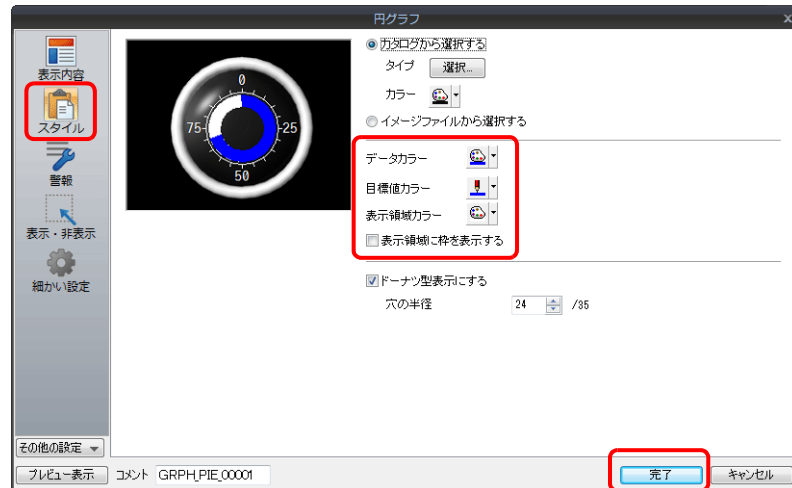 円グラフ
x
表示内容
スタイル
警報
表示・非表示
細かい設定
その他の設定
0
25
50
75
カタログから選択する
タイプ 選択...
カラー
イメージファイルから選択する
データカラー
目標値カラー
表示領域カラー
表示領域に枠を表示する
ドーナツ型表示にする
穴の半径 24 /35
プレビュー表示 コメント GRPH_PIE_00001 完了 キャンセル